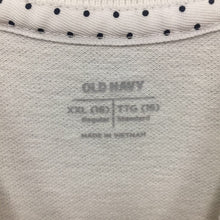 OLD NAVY
XXL (16) TTG (16)
Regular Standard
MADE IN VIETNAM